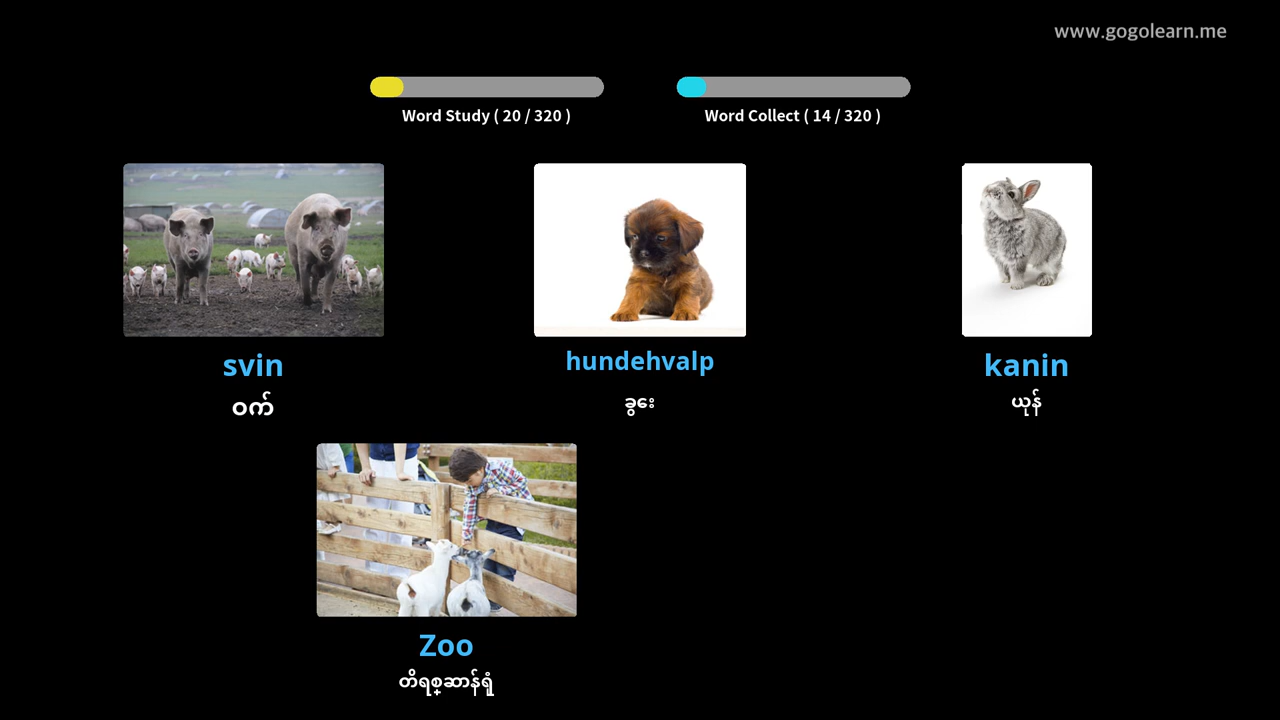 www.gogolearn.me
Word Study ( 20 / 320 )
Word Collect ( 14 / 320 )
svin
hundehvalp
kanin
ဝက်
ခွေး
ယုန်
Zoo
တိရစ္ဆာန်ရုံ